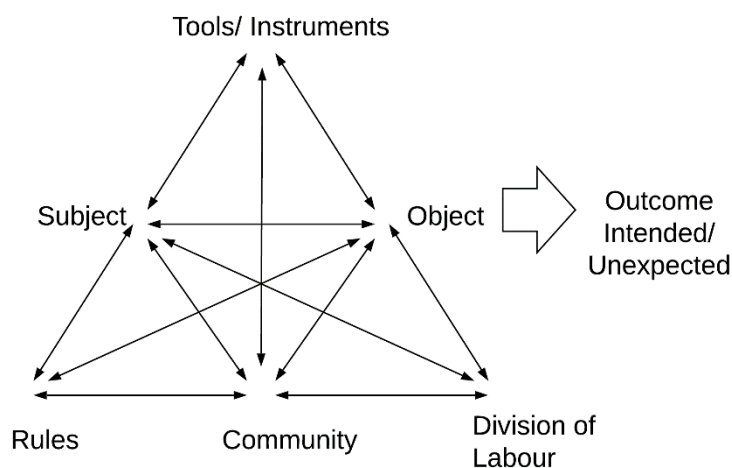 Tools/ Instruments
Subject
Object
Outcome
Intended/
Unexpected
Rules
Community
Division of
Labour